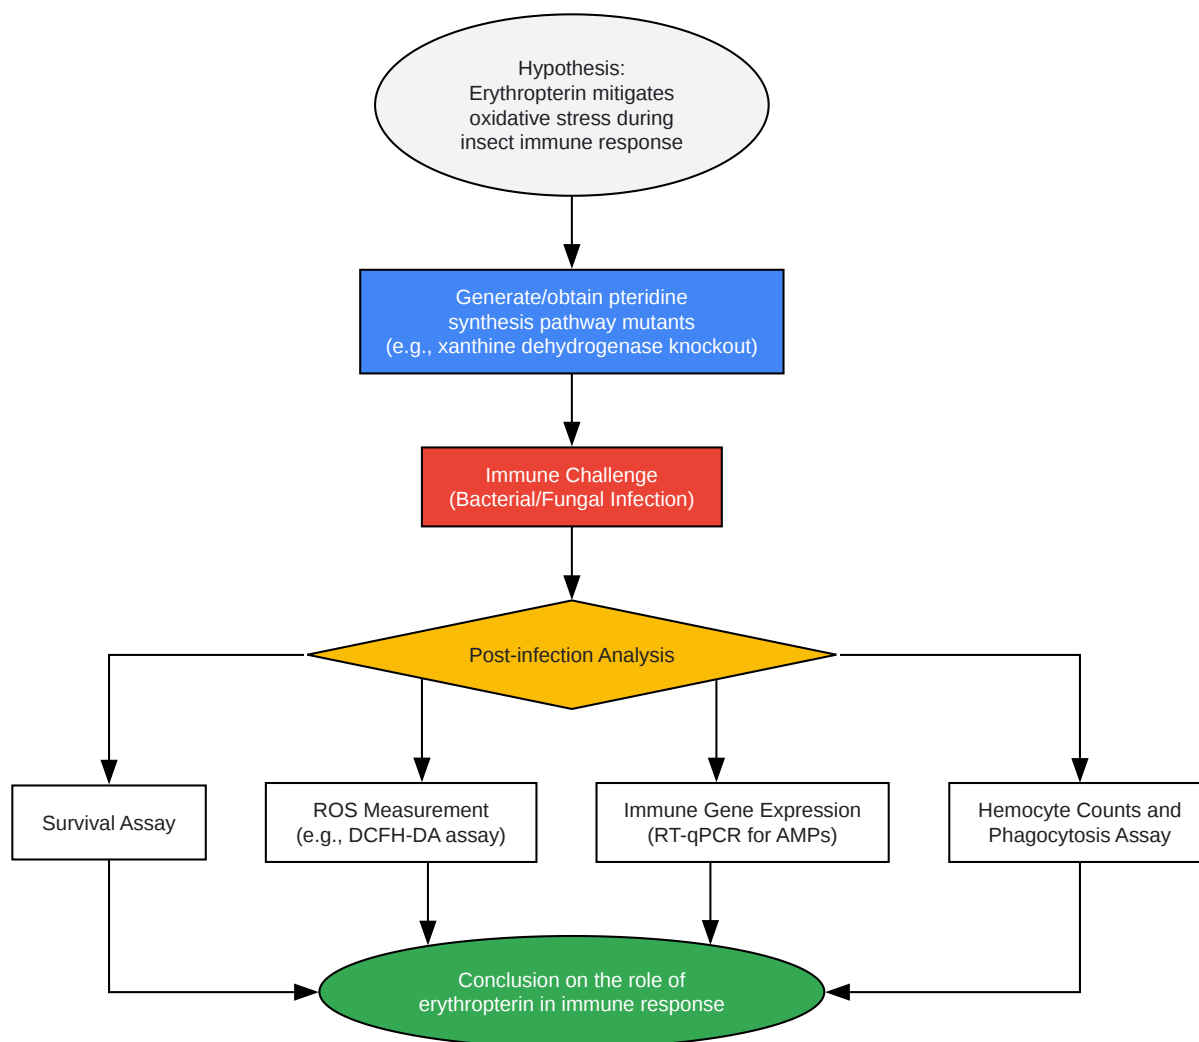 Hypothesis:
Erythropterin mitigates
oxidative stress during
insect immune response
Generate/obtain pteridine
synthesis pathway mutants
(e.g., xanthine dehydrogenase knockout)
Immune Challenge
(Bacterial/Fungal Infection)
Post-infection Analysis
Survival Assay
ROS Measurement
(e.g., DCFH-DA assay)
Immune Gene Expression
(RT-qPCR for AMPs)
Hemocyte Counts and
Phagocytosis Assay
Conclusion on the role of
erythropterin in immune response